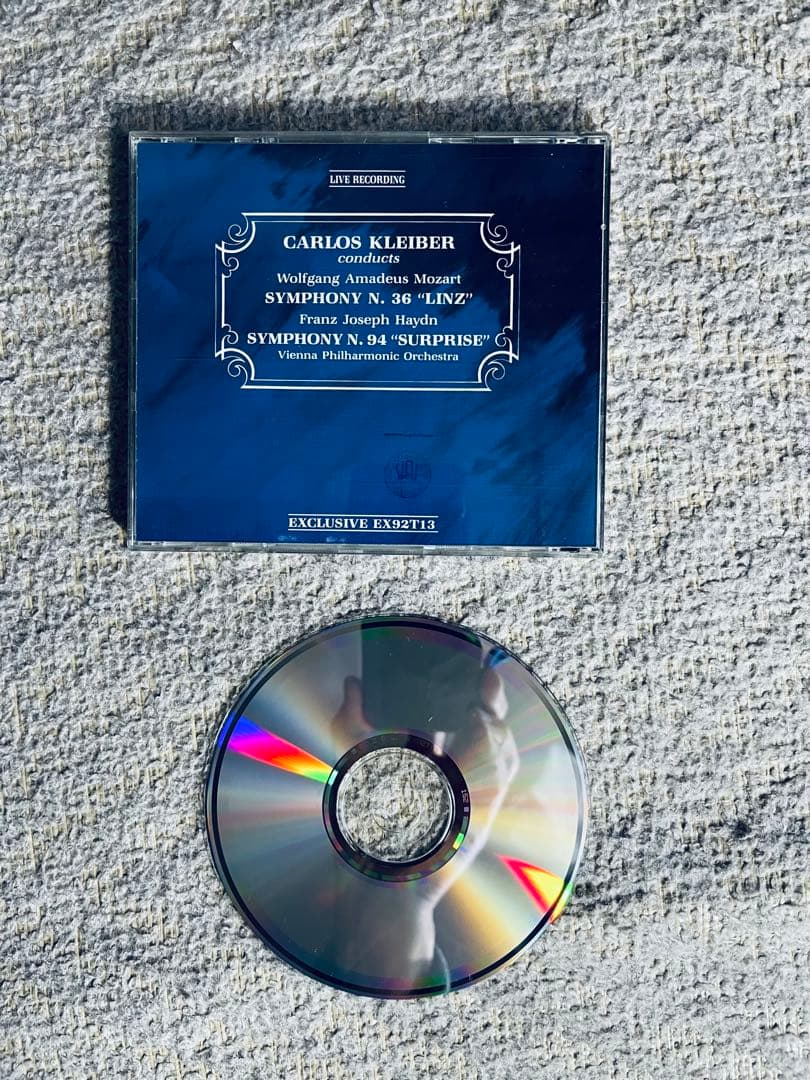 LIVE RECORDING
CARLOS KLEIBER
conducts
Wolfgang Amadeus Mozart
SYMPHONY N. 36 “LINZ”
Franz Joseph Haydn
SYMPHONY N. 94 “SURPRISE”
Vienna Philharmonic Orchestra
EXCLUSIVE EX92T13